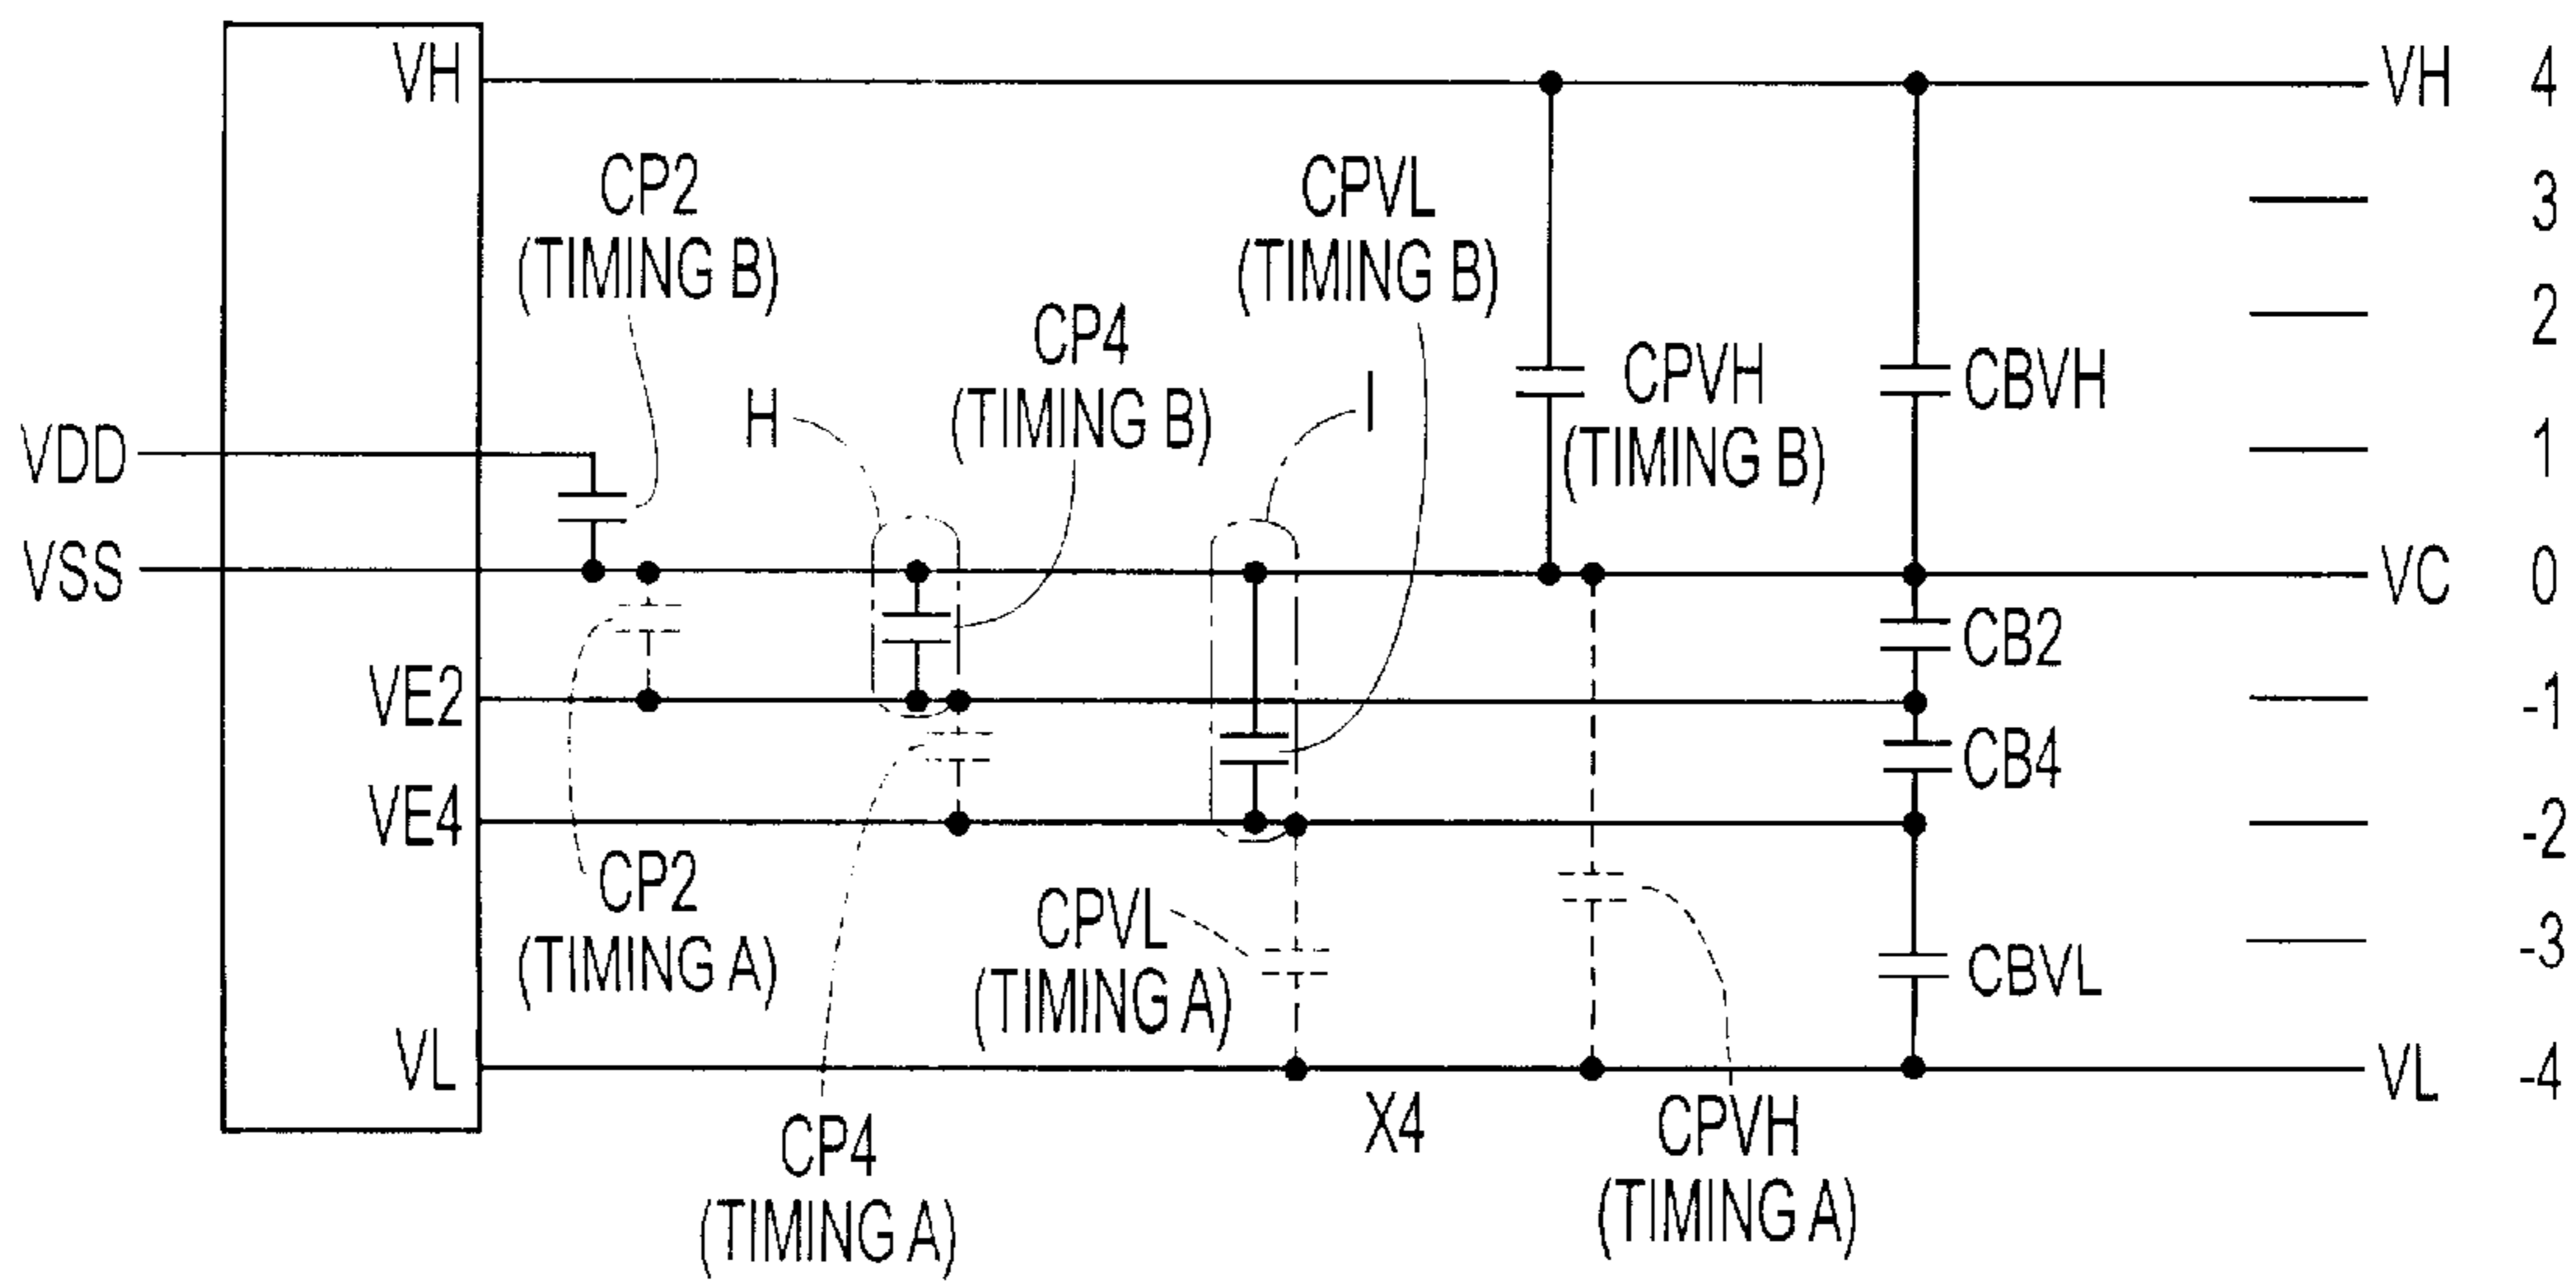 VH
VH 4
CP2
(TIMING B)
CPVL
(TIMING B)
3
CP4
(TIMING B)
2
H
I
CPVH
(TIMING B)
CBVH
VDD
1
VSS
VC 0
CB2
VE2
-1
CB4
VE4
-2
CP2
(TIMING A)
CPVL
(TIMING A)
-3
CBVL
VL
VL -4
X4
CP4
(TIMING A)
CPVH
(TIMING A)